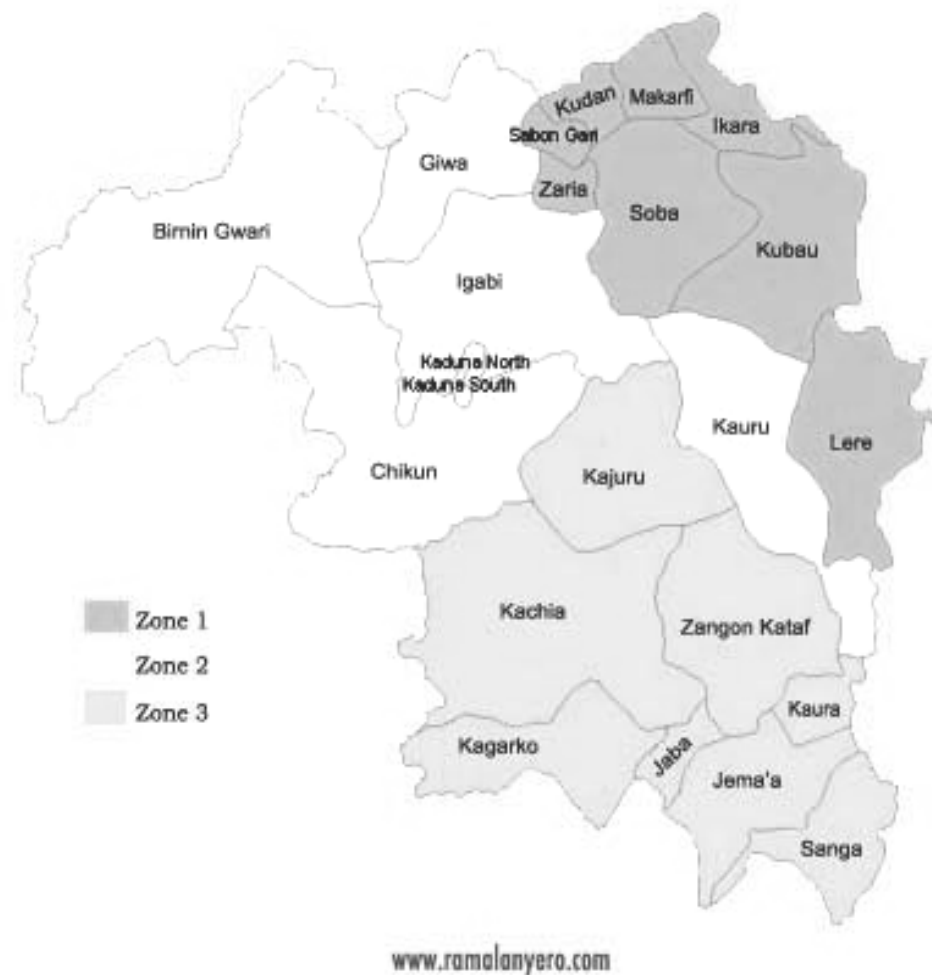 Kudan
Makarfi
Ikara
Sabon Gari
Giwa
Zaria
Soba
Birnin Gwari
Kubau
Igabi
Kaduna North
Kaduna South
Kauru
Lere
Chikun
Kajuru
Kachia
Zangon Kataf
Zone 1
Zone 2
Zone 3
Kaura
Kagarko
Jaba
Jema'a
Sanga
www.ramalanyero.com